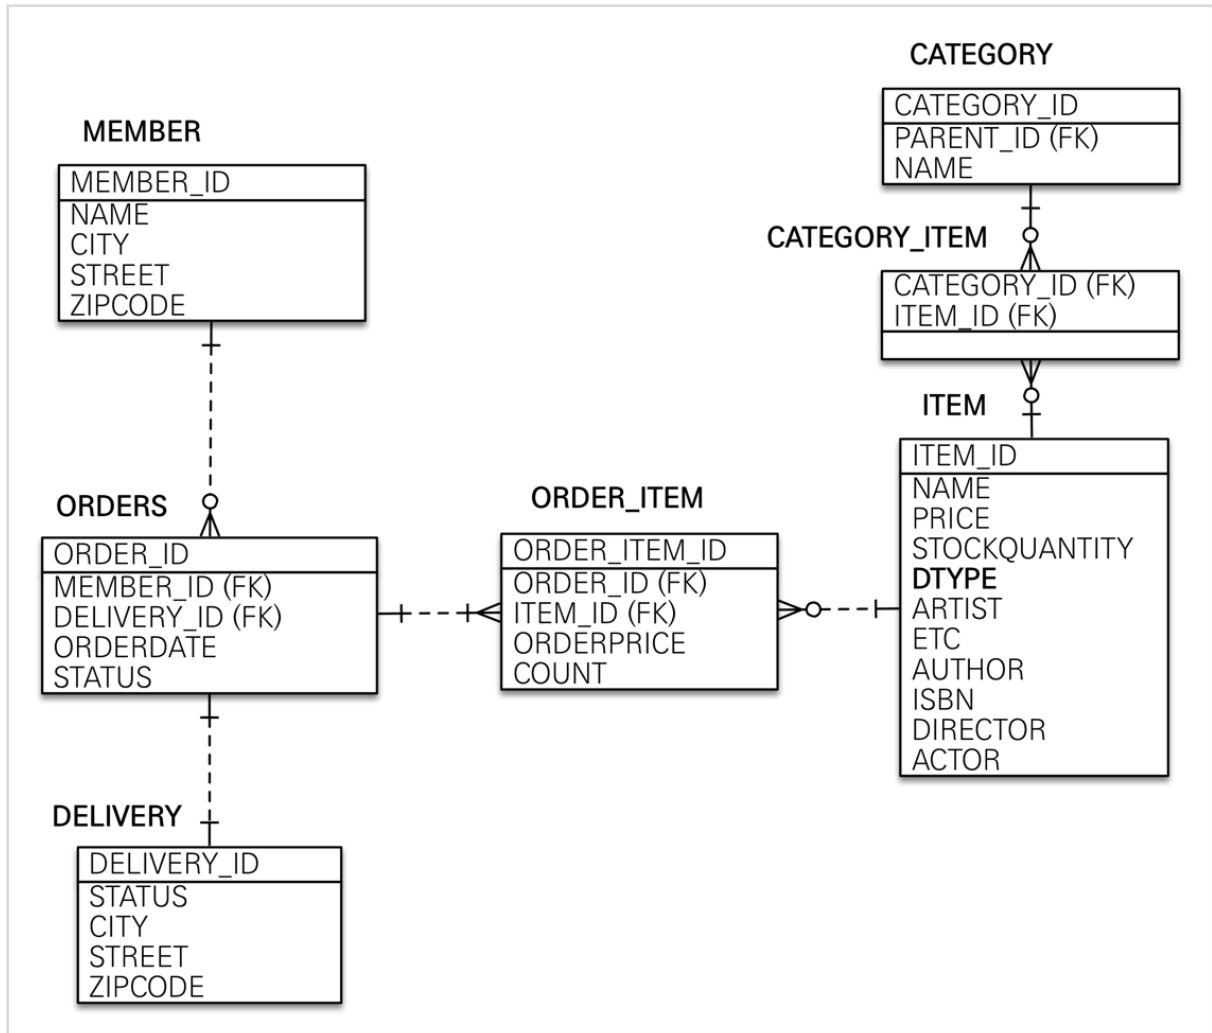 MEMBER
MEMBER_ID
NAME
CITY
STREET
ZIPCODE
ORDERS
ORDER_ID
MEMBER_ID (FK)
DELIVERY_ID (FK)
ORDERDATE
STATUS
DELIVERY
DELIVERY_ID
STATUS
CITY
STREET
ZIPCODE
ORDER_ITEM
ORDER_ITEM_ID
ORDER_ID (FK)
ITEM_ID (FK)
ORDERPRICE
COUNT
CATEGORY
CATEGORY_ID
PARENT_ID (FK)
NAME
CATEGORY_ITEM
CATEGORY_ID (FK)
ITEM_ID (FK)
ITEM
ITEM_ID
NAME
PRICE
STOCKQUANTITY
DTYPE
ARTIST
ETC
AUTHOR
ISBN
DIRECTOR
ACTOR